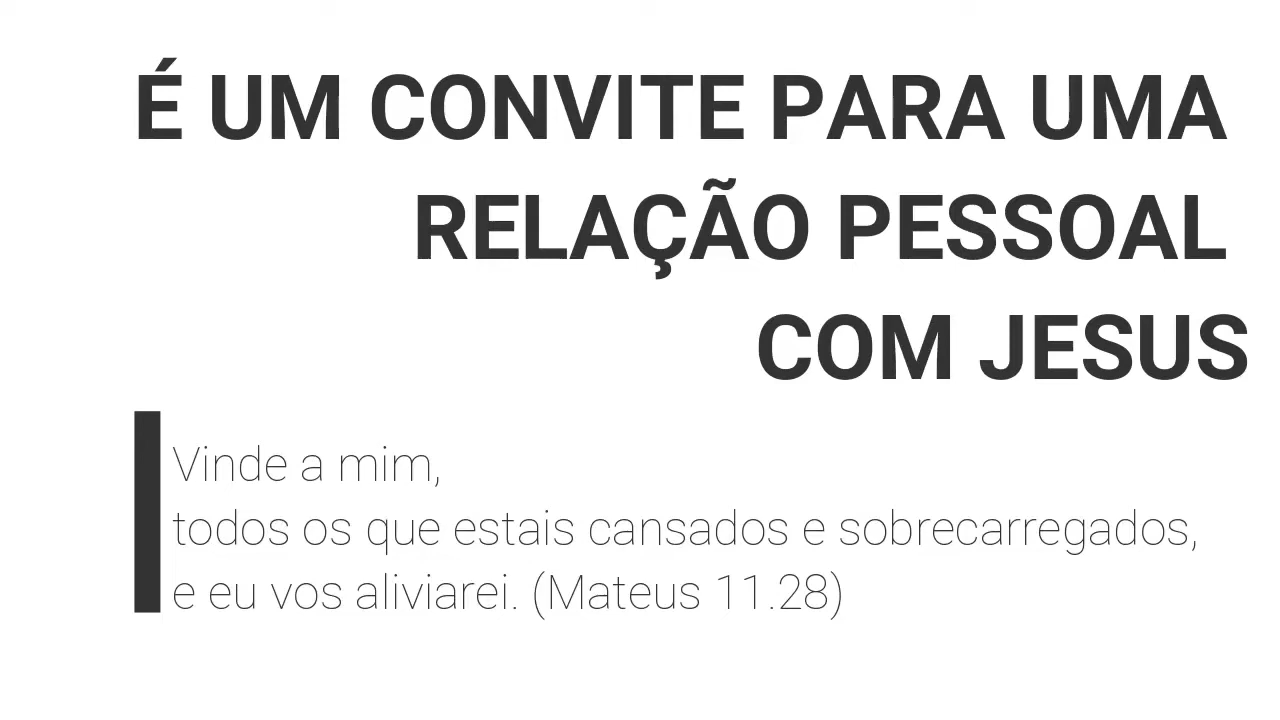 É UM CONVITE PARA UMA
RELAÇÃO PESSOAL
COM JESUS
Vinde a mim,
todos os que estais cansados e sobrecarregados,
e eu vos aliviarei. (Mateus 11.28)